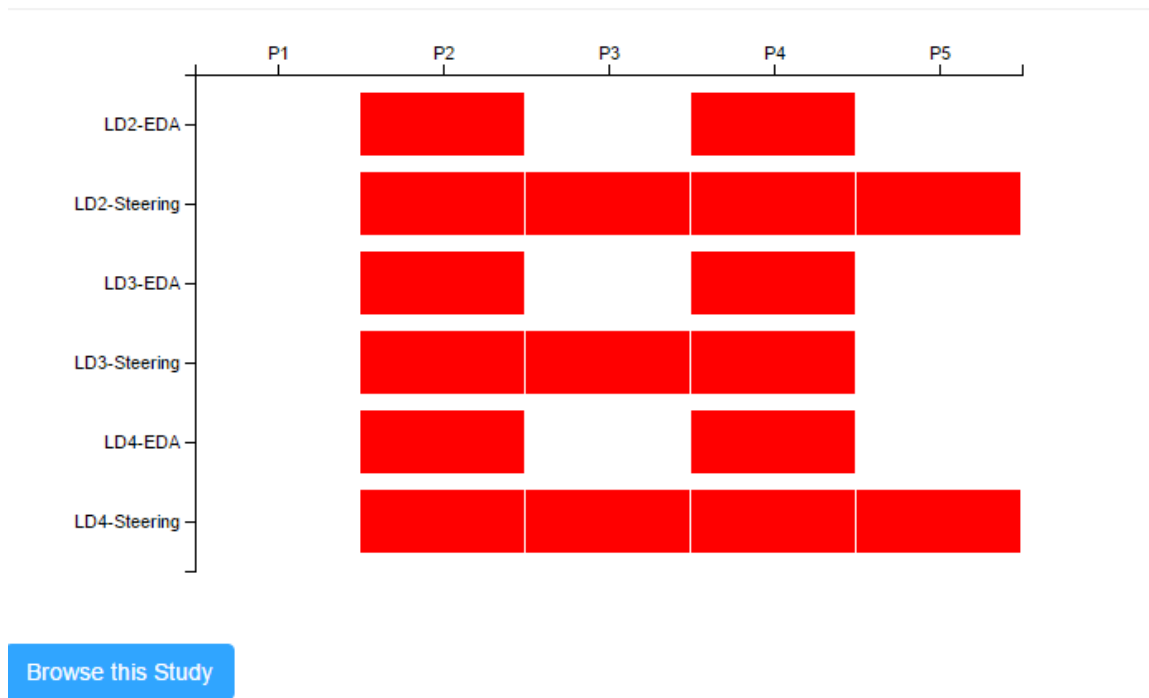 P1 P2 P3 P4 P5
LD2-EDA
LD2-Steering
LD3-EDA
LD3-Steering
LD4-EDA
LD4-Steering
Browse this Study